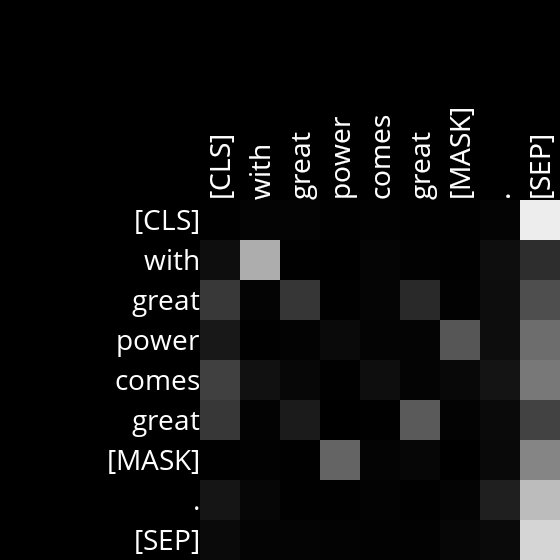 [CLS] with great power comes great [MASK] . [SEP]
[CLS]
with
great
power
comes
great
[MASK]
.
[SEP]